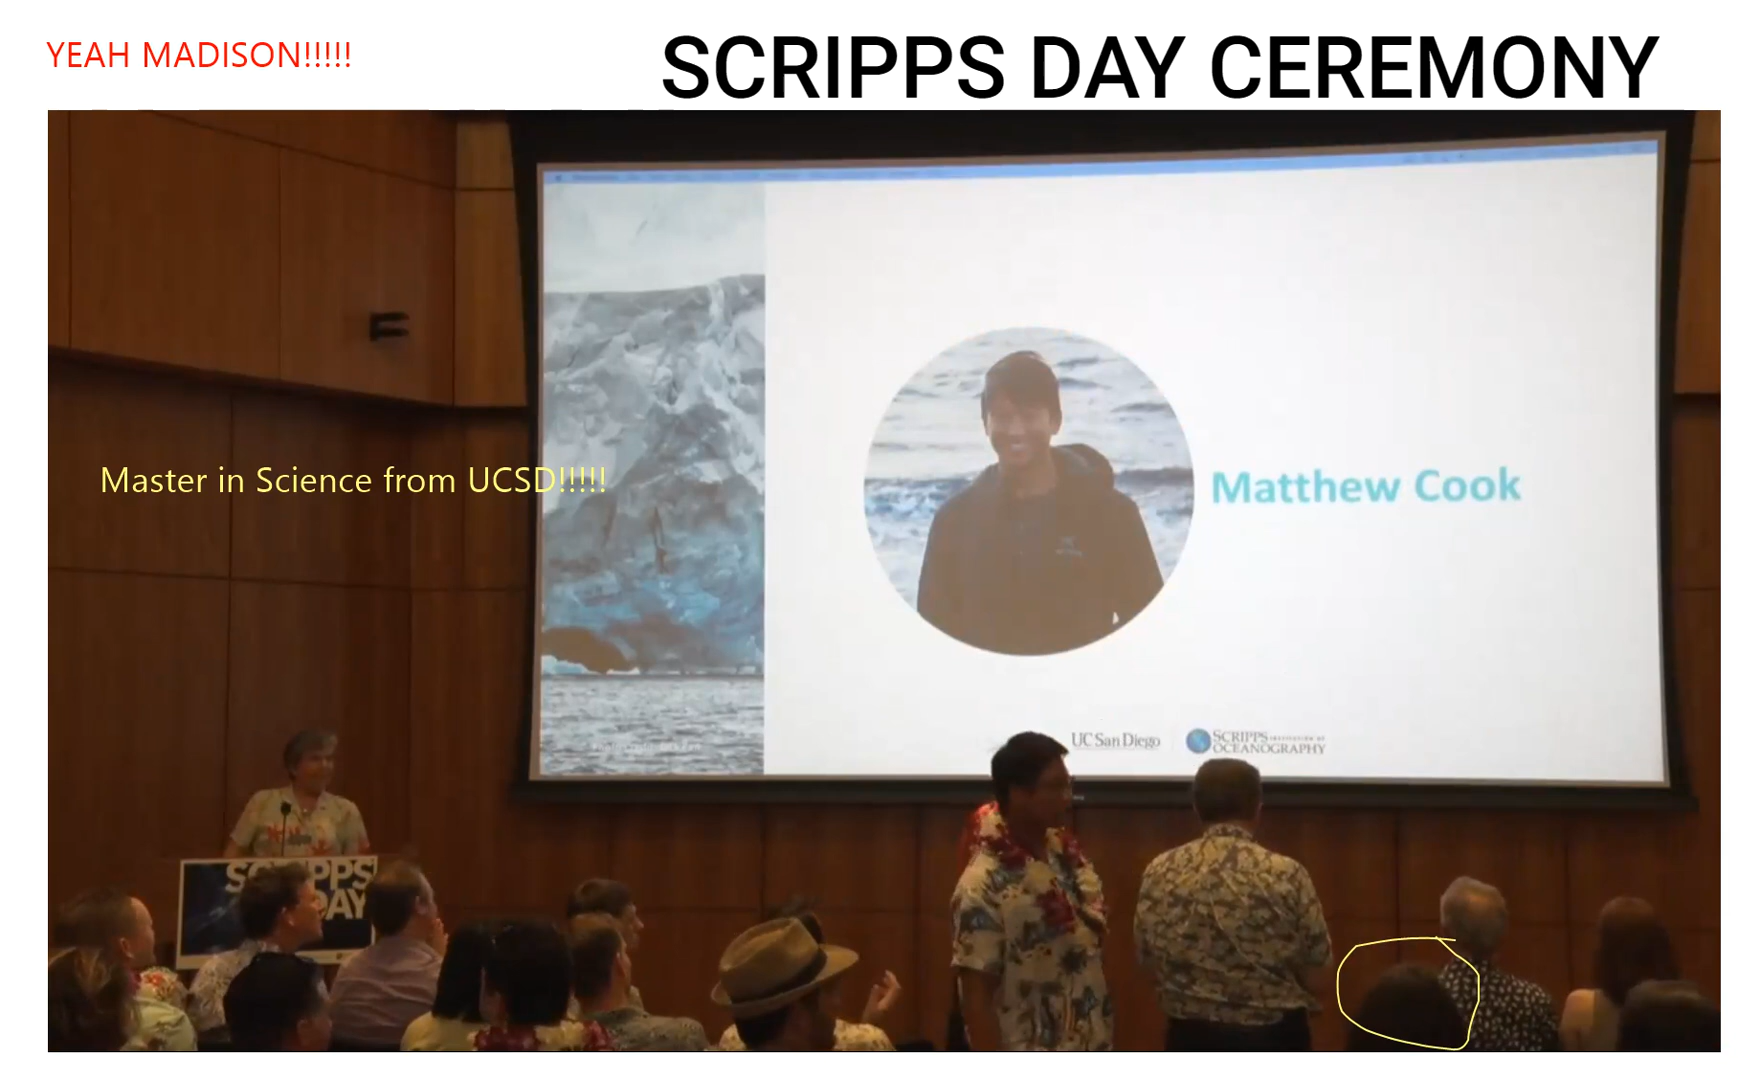 YEAH MADISON!!!!!
SCRIPPS DAY CEREMONY
Master in Science from UCSD!!!!!
Matthew Cook
UC San Diego
SCRIPPS INSTITUTION OF
OCEANOGRAPHY
SCRIPPS
DAY